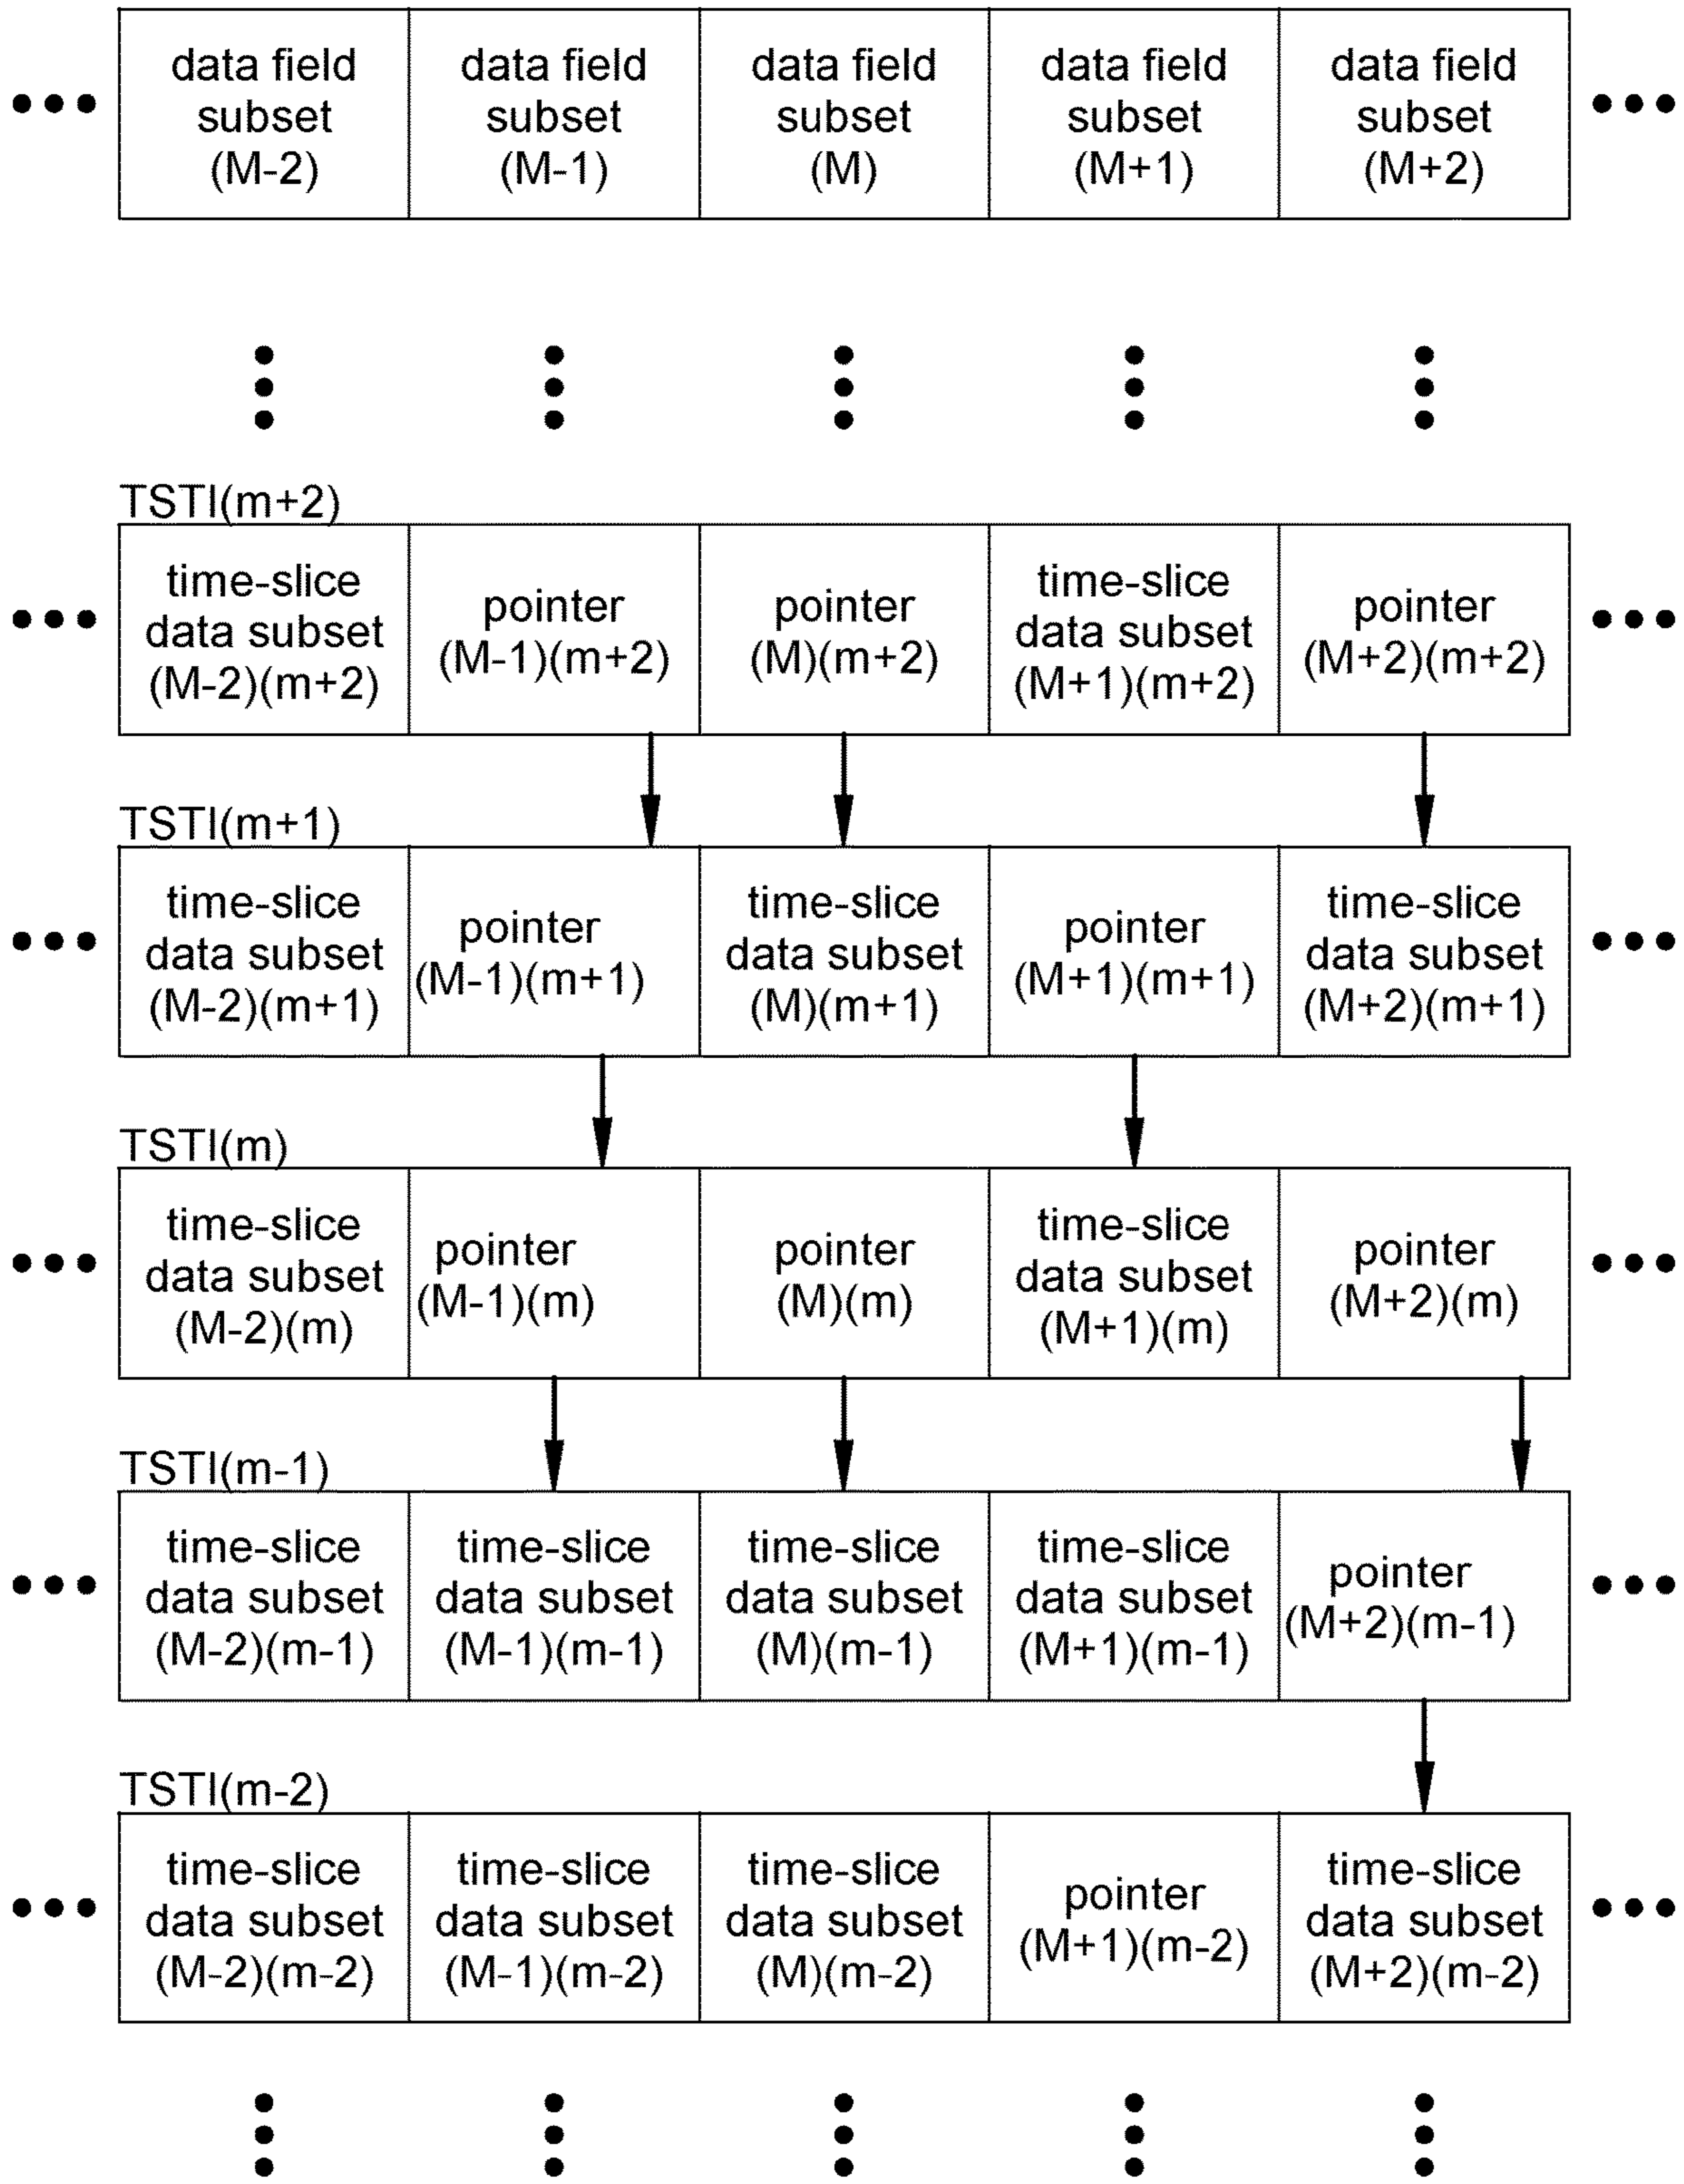 data field
subset
(M-2)
data field
subset
(M-1)
data field
subset
(M)
data field
subset
(M+1)
data field
subset
(M+2)
TSTI(m+2)
time-slice
data subset
(M-2)(m+2)
pointer
(M-1)(m+2)
pointer
(M)(m+2)
time-slice
data subset
(M+1)(m+2)
pointer
(M+2)(m+2)
TSTI(m+1)
time-slice
data subset
(M-2)(m+1)
pointer
(M-1)(m+1)
time-slice
data subset
(M)(m+1)
pointer
(M+1)(m+1)
time-slice
data subset
(M+2)(m+1)
TSTI(m)
time-slice
data subset
(M-2)(m)
pointer
(M-1)(m)
pointer
(M)(m)
time-slice
data subset
(M+1)(m)
pointer
(M+2)(m)
TSTI(m-1)
time-slice
data subset
(M-2)(m-1)
time-slice
data subset
(M-1)(m-1)
time-slice
data subset
(M)(m-1)
time-slice
data subset
(M+1)(m-1)
pointer
(M+2)(m-1)
TSTI(m-2)
time-slice
data subset
(M-2)(m-2)
time-slice
data subset
(M-1)(m-2)
time-slice
data subset
(M)(m-2)
pointer
(M+1)(m-2)
time-slice
data subset
(M+2)(m-2)